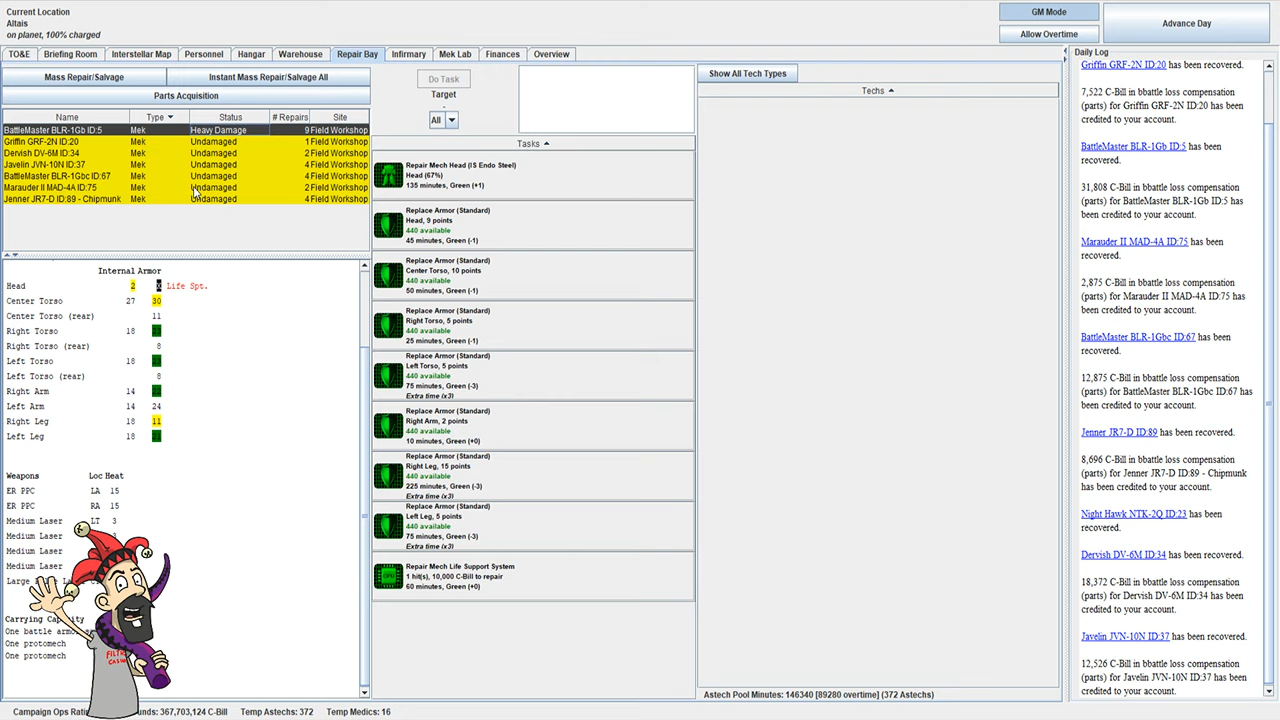 Current Location
Altais
on planet, 100% charged
GM Mode
Allow Overtime
Advance Day
TO&E
Briefing Room
Interstellar Map
Personnel
Hangar
Warehouse
Repair Bay
Infirmary
Mek Lab
Finances
Overview
Mass Repair/Salvage
Instant Mass Repair/Salvage All
Parts Acquisition
Name Type Status # Repairs Site
BattleMaster BLR-1Gb ID:5 Mek Heavy Damage 9 Field Workshop
Griffin GRF-2N ID:20 Mek Undamaged 1 Field Workshop
Dervish DV-6M ID:34 Mek Undamaged 2 Field Workshop
Javelin JVN-10N ID:37 Mek Undamaged 4 Field Workshop
BattleMaster BLR-1Gbc ID:67 Mek Undamaged 4 Field Workshop
Marauder II MAD-4A ID:75 Mek Undamaged 2 Field Workshop
Jenner JR7-D ID:89 - Chipmunk Mek Undamaged 4 Field Workshop
Internal Armor
Head 2 Life Spt.
Center Torso 27 30
Center Torso (rear) 11
Right Torso 18
Right Torso (rear) 8
Left Torso 18
Left Torso (rear) 8
Right Arm 14
Left Arm 14 24
Right Leg 18 11
Left Leg 18
Weapons Loc Heat
ER PPC LA 15
ER PPC RA 15
Medium Laser LT 3
Medium Laser
Medium Laser
Medium Laser
Large
Carrying Capacity
One battle armo
One protomech
One protomech
Do Task
Target
-
All
Tasks
Repair Mech Head (IS Endo Steel)
Head (67%)
135 minutes, Green (+1)
Replace Armor (Standard)
Head, 9 points
440 available
45 minutes, Green (-1)
Replace Armor (Standard)
Center Torso, 10 points
440 available
50 minutes, Green (-1)
Replace Armor (Standard)
Right Torso, 5 points
440 available
25 minutes, Green (-1)
Replace Armor (Standard)
Left Torso, 5 points
440 available
75 minutes, Green (-3)
Extra time (x3)
Replace Armor (Standard)
Right Arm, 2 points
440 available
10 minutes, Green (+0)
Replace Armor (Standard)
Right Leg, 15 points
440 available
225 minutes, Green (-3)
Extra time (x3)
Replace Armor (Standard)
Left Leg, 5 points
440 available
75 minutes, Green (-3)
Extra time (x3)
Repair Mech Life Support System
1 hit(s), 10,000 C-Bill to repair
60 minutes, Green (+0)
Show All Tech Types
Techs
Astech Pool Minutes: 146340 [89280 overtime] (372 Astechs)
Daily Log
Griffin GRF-2N ID:20 has been recovered.
7,522 C-Bill in bbattle loss compensation
(parts) for Griffin GRF-2N ID:20 has
been credited to your account.
BattleMaster BLR-1Gb ID:5 has been
recovered.
31,808 C-Bill in bbattle loss compensation
(parts) for BattleMaster BLR-1Gb ID:5 has
been credited to your account.
Marauder II MAD-4A ID:75 has been
recovered.
2,875 C-Bill in bbattle loss compensation
(parts) for Marauder II MAD-4A ID:75 has
been credited to your account.
BattleMaster BLR-1Gbc ID:67 has been
recovered.
12,875 C-Bill in bbattle loss compensation
(parts) for BattleMaster BLR-1Gbc ID:67 has
been credited to your account.
Jenner JR7-D ID:89 has been recovered.
8,696 C-Bill in bbattle loss compensation
(parts) for Jenner JR7-D ID:89 - Chipmunk
has been credited to your account.
Night Hawk NTK-2Q ID:23 has been
recovered.
Dervish DV-6M ID:34 has been recovered.
18,372 C-Bill in bbattle loss compensation
(parts) for Dervish DV-6M ID:34 has been
credited to your account.
Javelin JVN-10N ID:37 has been recovered.
12,526 C-Bill in bbattle loss compensation
(parts) for Javelin JVN-10N ID:37 has been
credited to your account.
Campaign Ops Rati unds: 367,703,124 C-Bill Temp Astechs: 372 Temp Medics: 16